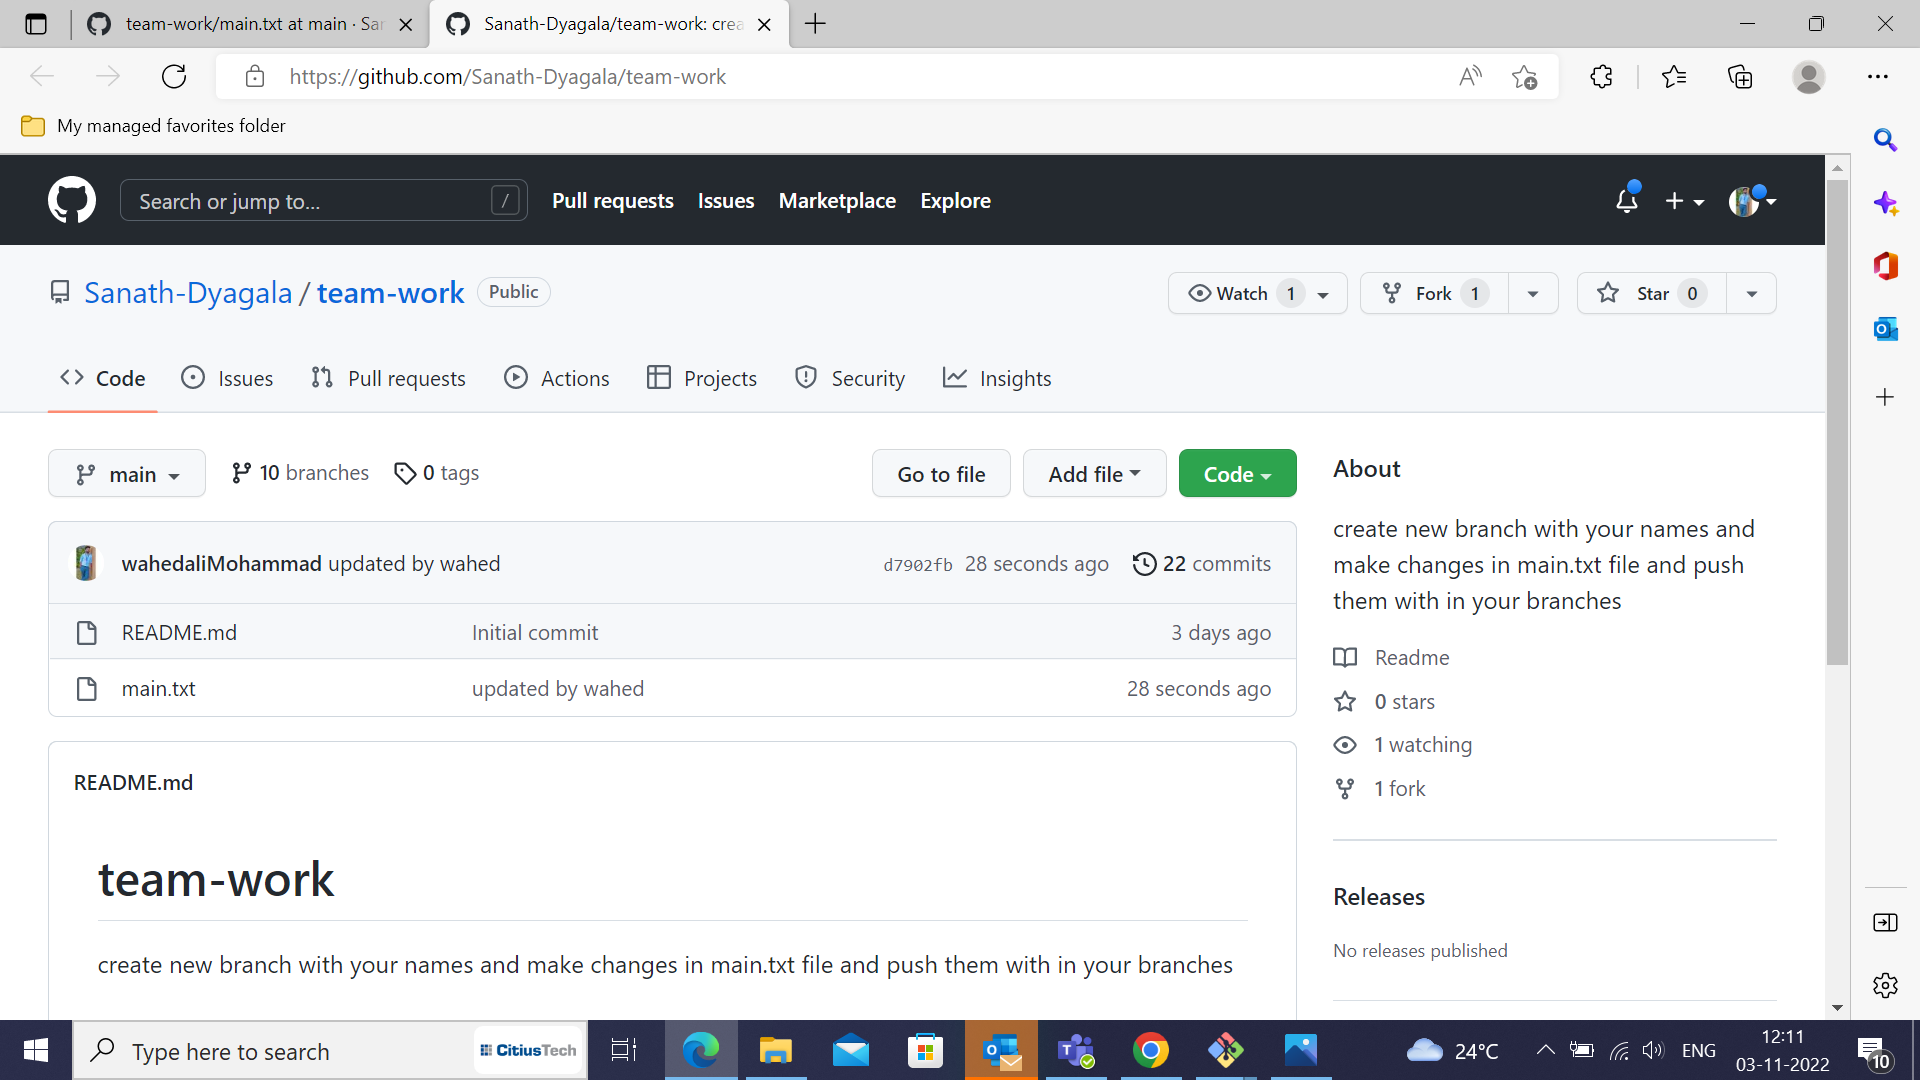 team-work/main.txt at main · Sar
Sanath-Dyagala/team-work: crea
https://github.com/Sanath-Dyagala/team-work
My managed favorites folder
Search or jump to...
/
Pull requests
Issues
Marketplace
Explore
Sanath-Dyagala / team-work
Public
Watch 1
Fork 1
Star 0
Code
Issues
Pull requests
Actions
Projects
Security
Insights
main
10 branches
0 tags
Go to file
Add file
Code
wahedaliMohammad updated by wahed
d7902fb 28 seconds ago
22 commits
README.md
Initial commit
3 days ago
main.txt
updated by wahed
28 seconds ago
About
create new branch with your names and
make changes in main.txt file and push
them with in your branches
Readme
0 stars
1 watching
1 fork
Releases
No releases published
README.md
team-work
create new branch with your names and make changes in main.txt file and push them with in your branches
Type here to search
CitiusTech
24°C
ENG
12:11
03-11-2022
10